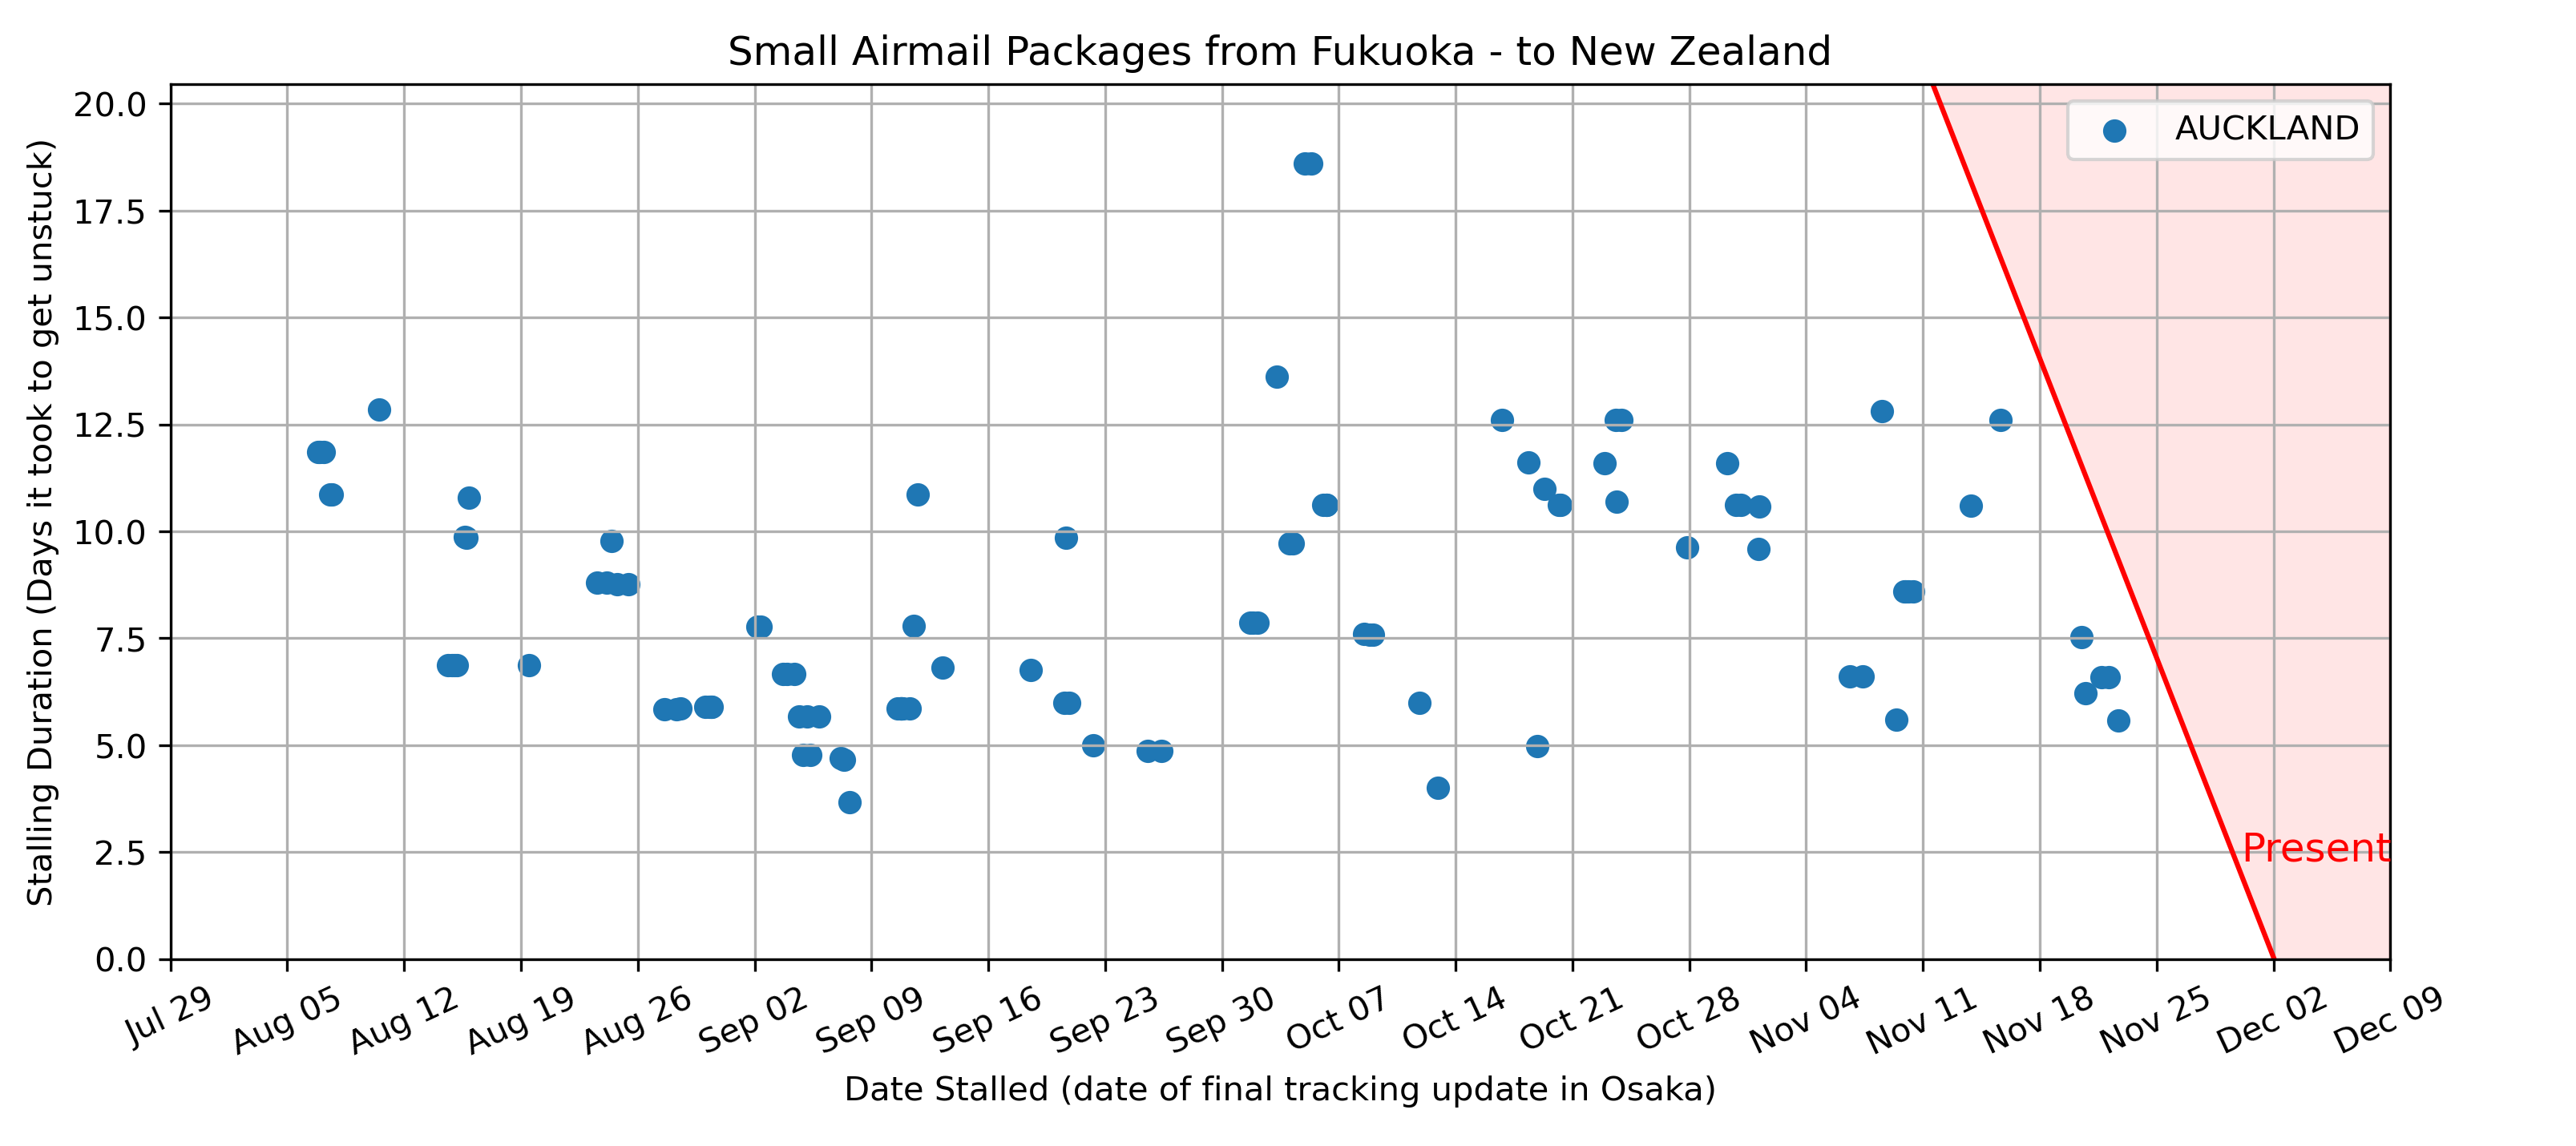 Small Airmail Packages from Fukuoka - to New Zealand
AUCKLAND
20.0
17.5
15.0
12.5
10.0
7.5
5.0
2.5
0.0
Stalling Duration (Days it took to get unstuck)
Present
Jul 29
Aug 05
Aug 12
Aug 19
Aug 26
Sep 02
Sep 09
Sep 16
Sep 23
Sep 30
Oct 07
Oct 14
Oct 21
Oct 28
Nov 04
Nov 11
Nov 18
Nov 25
Dec 02
Dec 09
Date Stalled (date of final tracking update in Osaka)